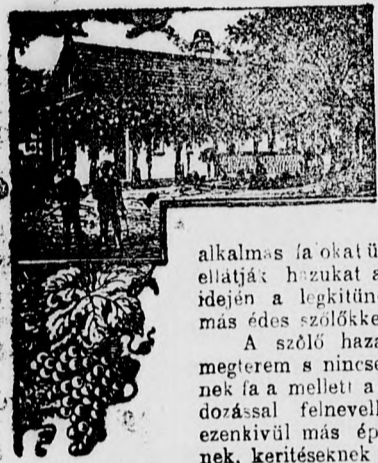 alkalmas fa okat ü
ellátják házukat a
idején a legkitün
más édes szőlőkke
A szőlő haza
megterem s nincse
nek fa a mellett a
dozással felnevell
ezenkivül más ép
nek, keritéseknek